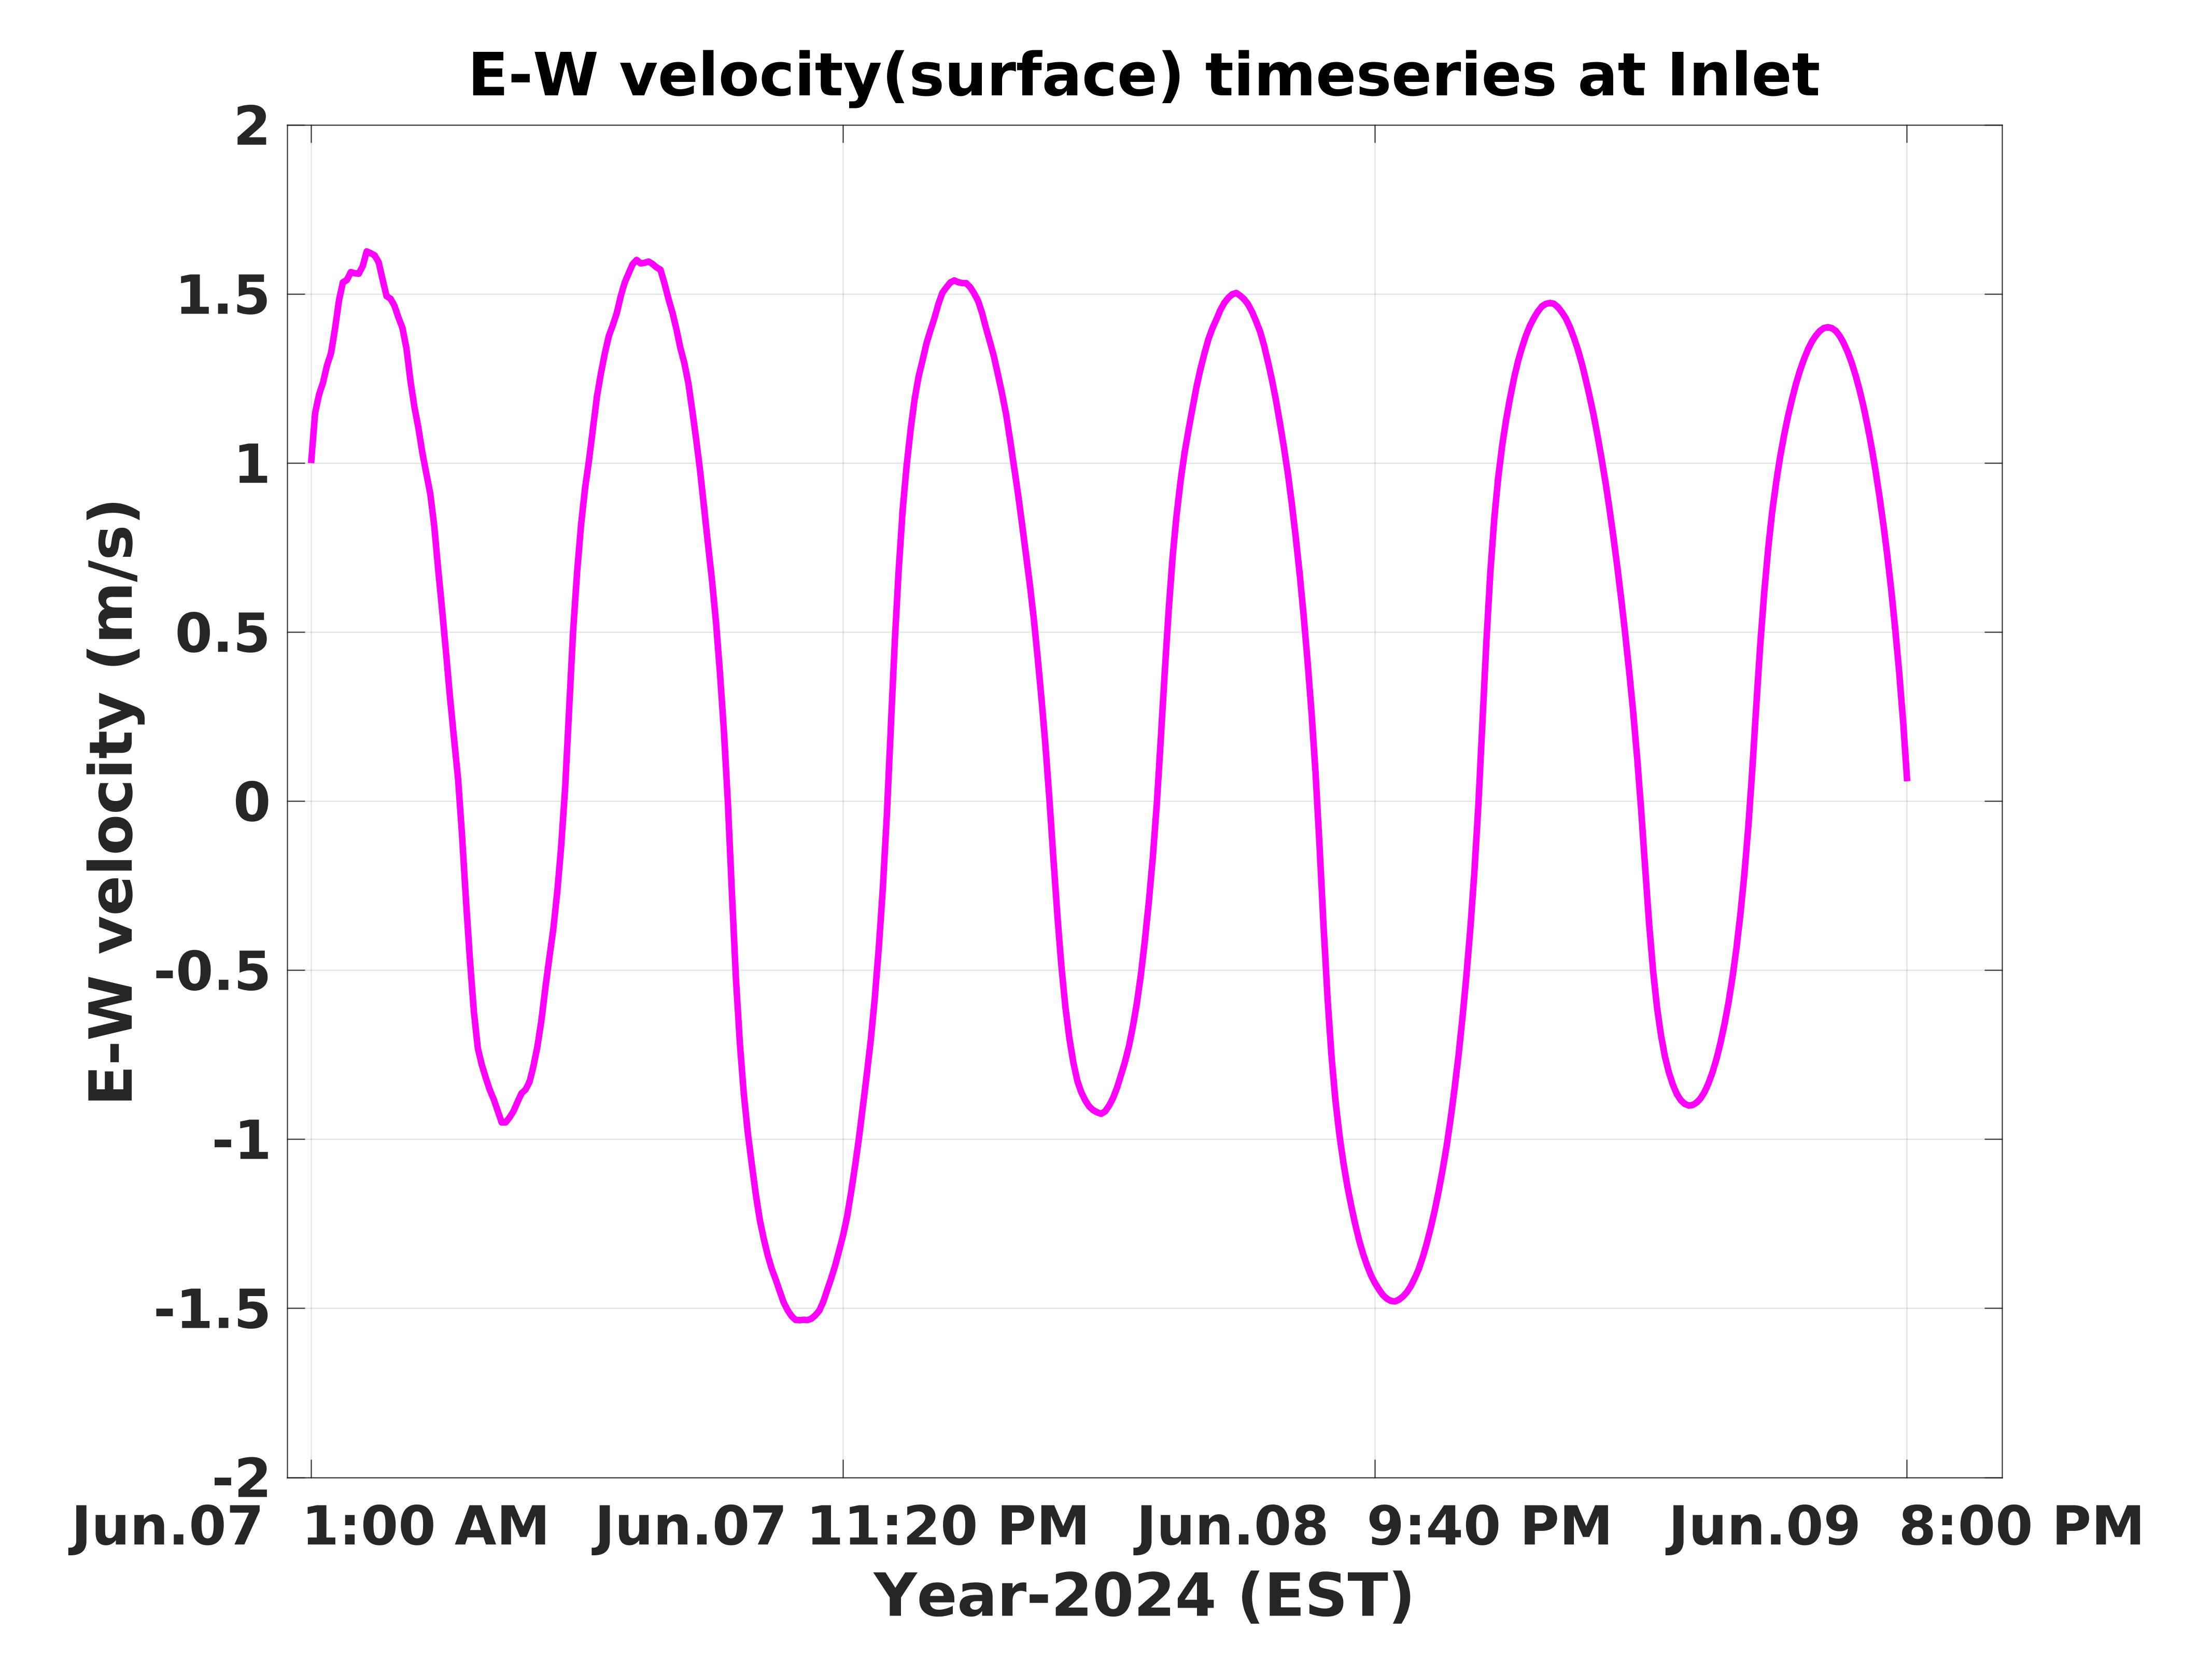 E-W velocity(surface) timeseries at Inlet
E-W velocity (m/s)
2
1.5
1
0.5
0
-0.5
-1
-1.5
-2
Jun.07 1:00 AM Jun.07 11:20 PM Jun.08 9:40 PM Jun.09 8:00 PM
Year-2024 (EST)